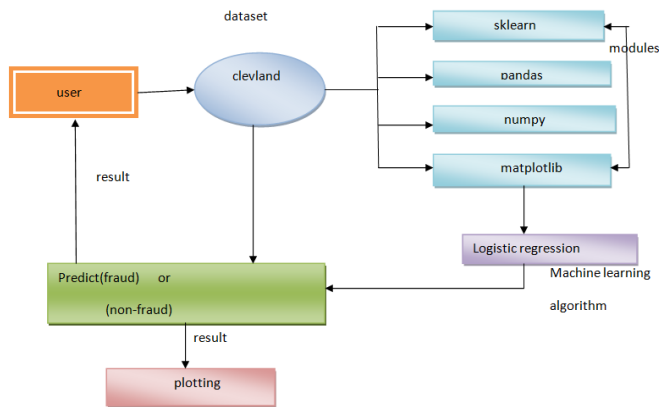 dataset
sklearn
modules
clevland
user
pandas
numpy
matplotlib
result
Logistic regression
Machine learning
algorithm
Predict(fraud) or
(non-fraud)
result
plotting